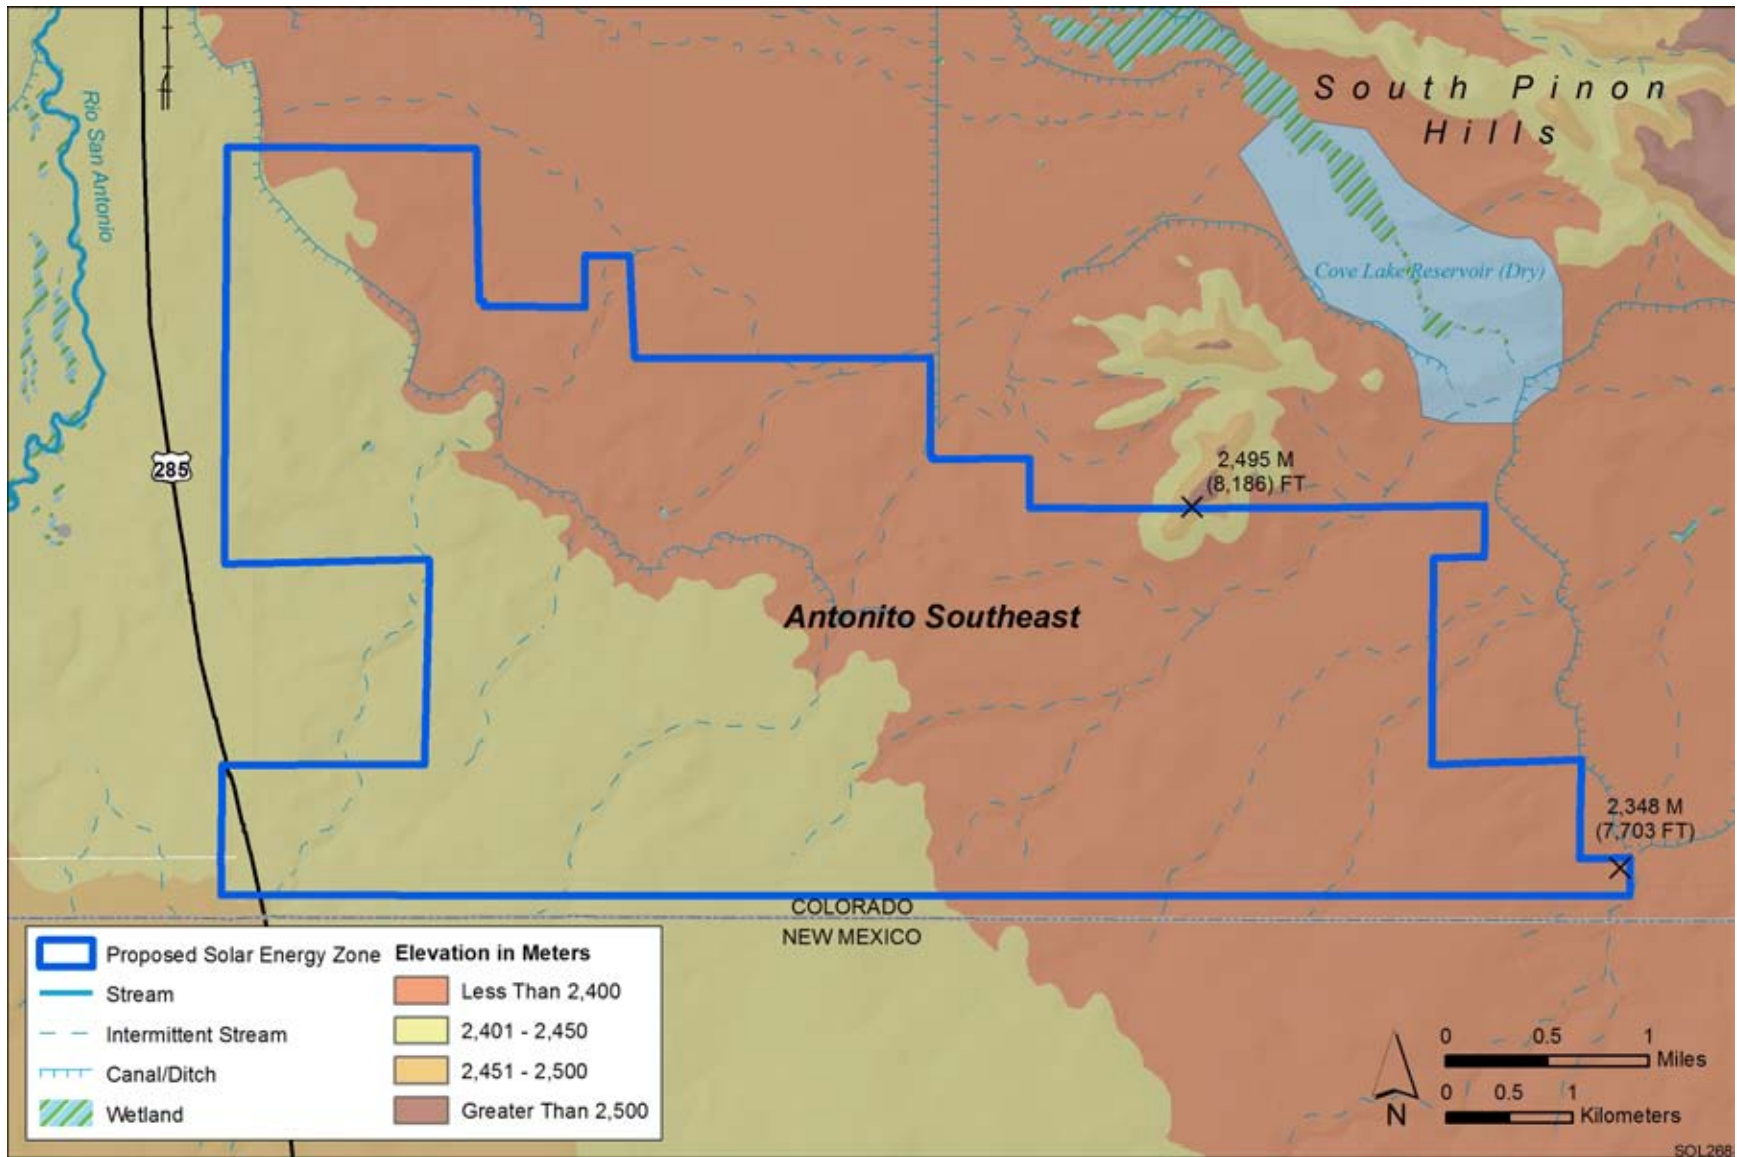 South Pinon
Hills
Rio San Antonio
Cove Lake Reservoir (Dry)
285
2,495 M
(8,186) FT
Antonito Southeast
2,348 M
(7,703 FT)
COLORADO
NEW MEXICO
Proposed Solar Energy Zone
Stream
Intermittent Stream
Canal/Ditch
Wetland
Elevation in Meters
Less Than 2,400
2,401 - 2,450
2,451 - 2,500
Greater Than 2,500
N
0 0.5 1
Miles
0 0.5 1
Kilometers
SOL268